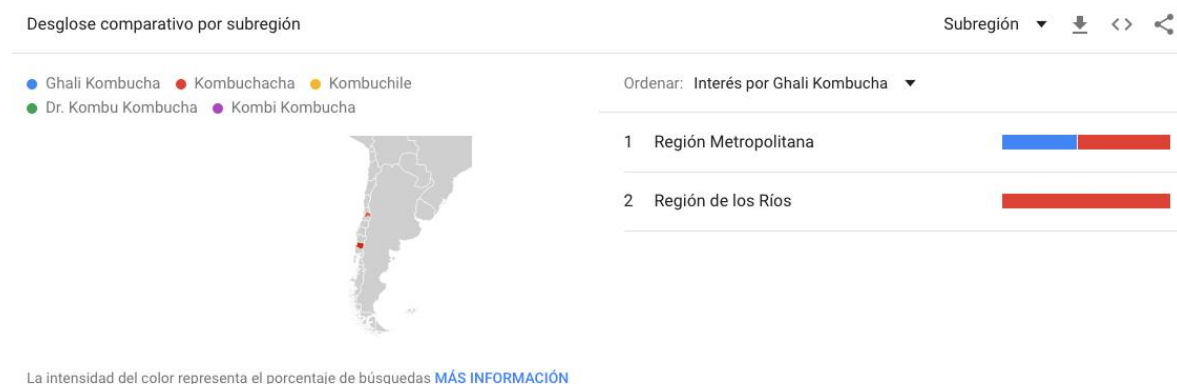 Desglose comparativo por subregión
Subregión
Ghali Kombucha Kombuchacha Kombuchile
Dr. Kombu Kombucha Kombi Kombucha
Ordenar: Interés por Ghali Kombucha
1 Región Metropolitana
2 Región de los Ríos
La intensidad del color representa el porcentaje de búsquedas MÁS INFORMACIÓN